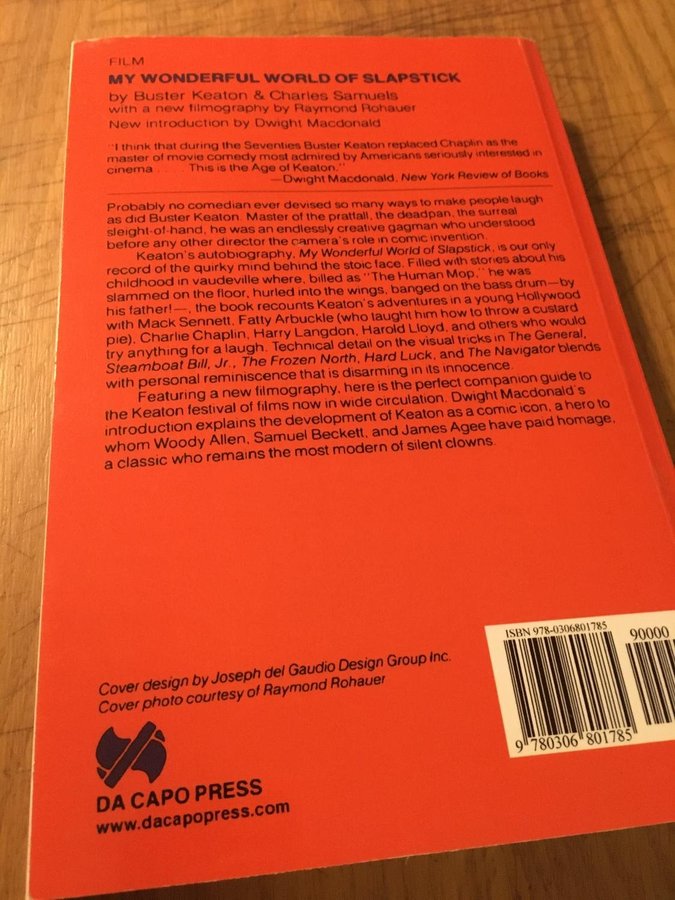 FILM
MY WONDERFUL WORLD OF SLAPSTICK
by Buster Keaton & Charles Samuels
with a new filmography by Raymond Rohauer
New introduction by Dwight Macdonald
"I think that during the Seventies Buster Keaton replaced Chaplin as the
master of movie comedy most admired by Americans seriously interested in
cinema . . . . . This is the Age of Keaton."
—Dwight Macdonald, New York Review of Books
Probably no comedian ever devised so many ways to make people laugh
as did Buster Keaton. Master of the pratfall, the deadpan, the surreal
sleight-of-hand, he was an endlessly creative gagman who understood
before any other director the camera's role in comic invention.
Keaton's autobiography, My Wonderful World of Slapstick, is our only
record of the quirky mind behind the stoic face. Filled with stories about his
childhood in vaudeville where, billed as "The Human Mop," he was
slammed on the floor, hurled into the wings, banged on the bass drum—by
his father!—, the book recounts Keaton's adventures in a young Hollywood
with Mack Sennett, Fatty Arbuckle (who taught him how to throw a custard
pie), Charlie Chaplin, Harry Langdon, Harold Lloyd, and others who would
try anything for a laugh. Technical detail on the visual tricks in The General,
Steamboat Bill, Jr., The Frozen North, Hard Luck, and The Navigator blends
with personal reminiscence that is disarming in its innocence.
Featuring a new filmography, here is the perfect companion guide to
the Keaton festival of films now in wide circulation. Dwight Macdonald's
introduction explains the development of Keaton as a comic icon, a hero to
whom Woody Allen, Samuel Beckett, and James Agee have paid homage,
a classic who remains the most modern of silent clowns.
Cover design by Joseph del Gaudio Design Group Inc.
Cover photo courtesy of Raymond Rohauer
DA CAPO PRESS
www.dacapopress.com
ISBN 978-0306801785
90000
9 780306 801785